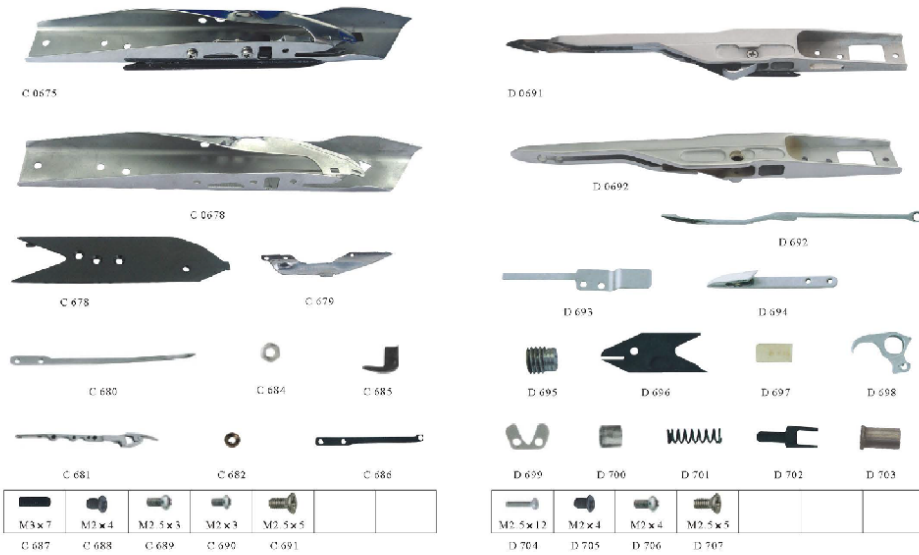 C 0675
D 0691
C 0678
D 0692
D 692
C 678
C 679
D 693
D 694
C 680
C 684
C 685
D 695
D 696
D 697
D 698
C 681
C 682
C 686
D 699
D 700
D 701
D 702
D 703
M3×7 M2×4 M2.5×3 M2×3 M2.5×5
M2.5×12 M2×4 M2×4 M2.5×5
C 687 C 688 C 689 C 690 C 691
D 704 D 705 D 706 D 707